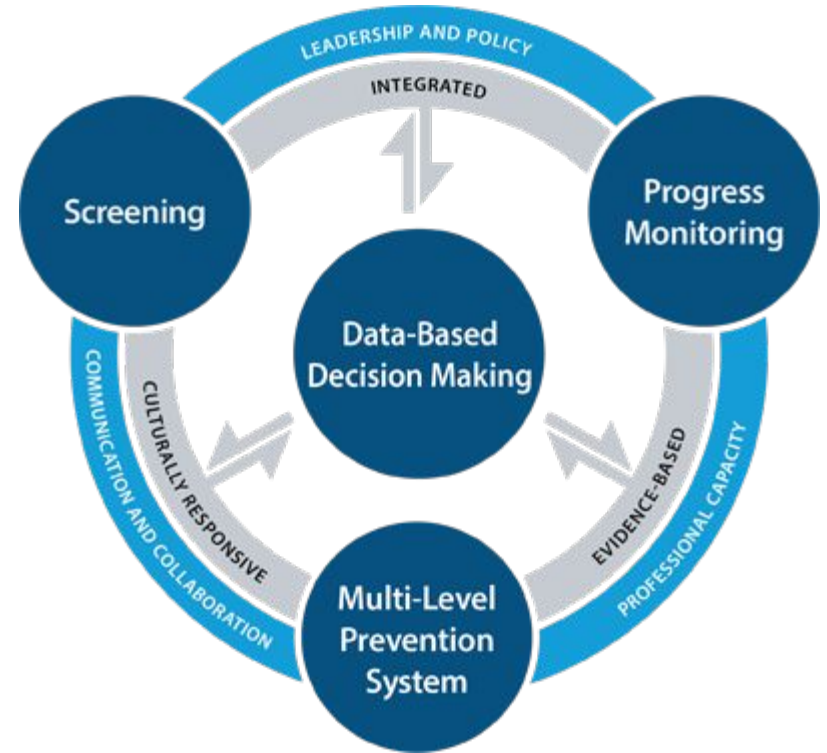 LEADERSHIP AND POLICY
INTEGRATED
Screening
Progress
Monitoring
Data-Based
Decision Making
COMMUNICATION AND COLLABORATION
CULTURALLY RESPONSIVE
EVIDENCE-BASED
PROFESSIONAL CAPACITY
Multi-Level
Prevention
System